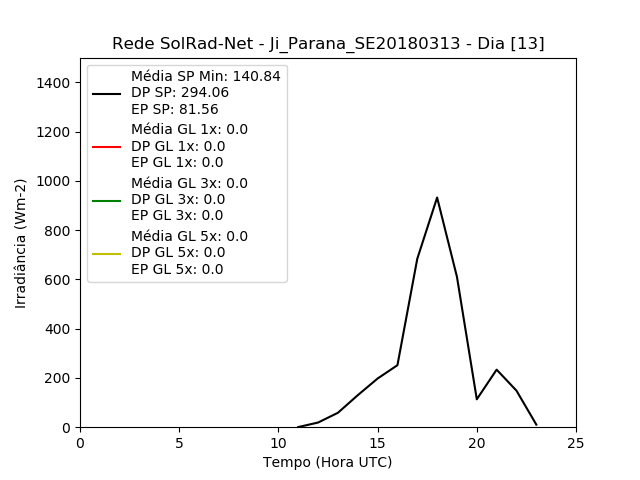 Rede SolRad-Net - Ji_Parana_SE20180313 - Dia [13]
Média SP Min: 140.84
DP SP: 294.06
EP SP: 81.56
Média GL 1x: 0.0
DP GL 1x: 0.0
EP GL 1x: 0.0
Média GL 3x: 0.0
DP GL 3x: 0.0
EP GL 3x: 0.0
Média GL 5x: 0.0
DP GL 5x: 0.0
EP GL 5x: 0.0
Irradiância (Wm-2)
1400
1200
1000
800
600
400
200
0
0 5 10 15 20 25
Tempo (Hora UTC)